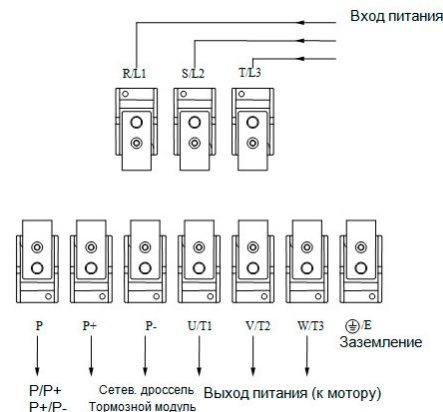 Вход питания
R/L1 S/L2 T/L3
P P+ P- U/T1 V/T2 W/T3 /E
Заземление
P/P+ Сетев. дроссель Выход питания (к мотору)
P+/P- Тормозной модуль